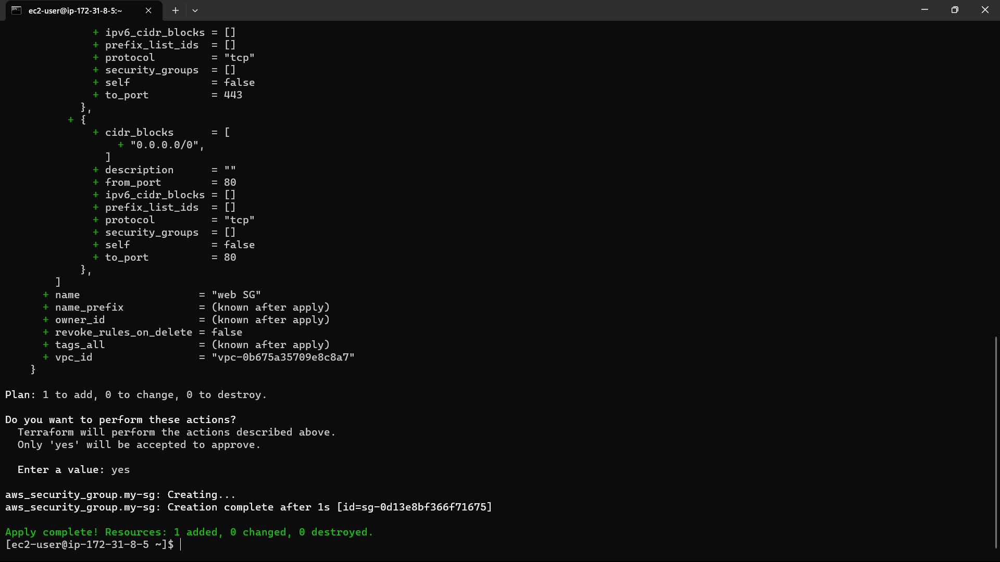 ec2-user@ip-172-31-8-5:~
+ ipv6_cidr_blocks = []
+ prefix_list_ids = []
+ protocol = "tcp"
+ security_groups = []
+ self = false
+ to_port = 443
},
+ {
+ cidr_blocks = [
+ "0.0.0.0/0",
]
+ description = ""
+ from_port = 80
+ ipv6_cidr_blocks = []
+ prefix_list_ids = []
+ protocol = "tcp"
+ security_groups = []
+ self = false
+ to_port = 80
},
]
+ name = "web SG"
+ name_prefix = (known after apply)
+ owner_id = (known after apply)
+ revoke_rules_on_delete = false
+ tags_all = (known after apply)
+ vpc_id = "vpc-0b675a35709e8c8a7"
}
Plan: 1 to add, 0 to change, 0 to destroy.
Do you want to perform these actions?
Terraform will perform the actions described above.
Only 'yes' will be accepted to approve.
Enter a value: yes
aws_security_group.my-sg: Creating...
aws_security_group.my-sg: Creation complete after 1s [id=sg-0d13e8bf366f71675]
Apply complete! Resources: 1 added, 0 changed, 0 destroyed.
[ec2-user@ip-172-31-8-5 ~]$